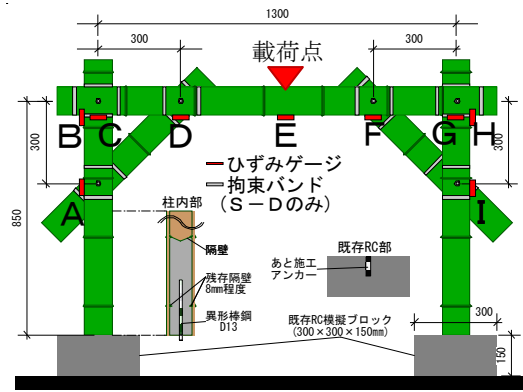 1300
300
300
載荷点
B
C
D
E
F
G
H
300
300
850
ひずみゲージ
拘束バンド
(S-Dのみ)
A
I
柱内部
隔壁
既存RC部
あと施工
アンカー
残存隔壁
8mm程度
異形棒鋼
D13
既存RC模擬ブロック
(300×300×150mm)
300
150